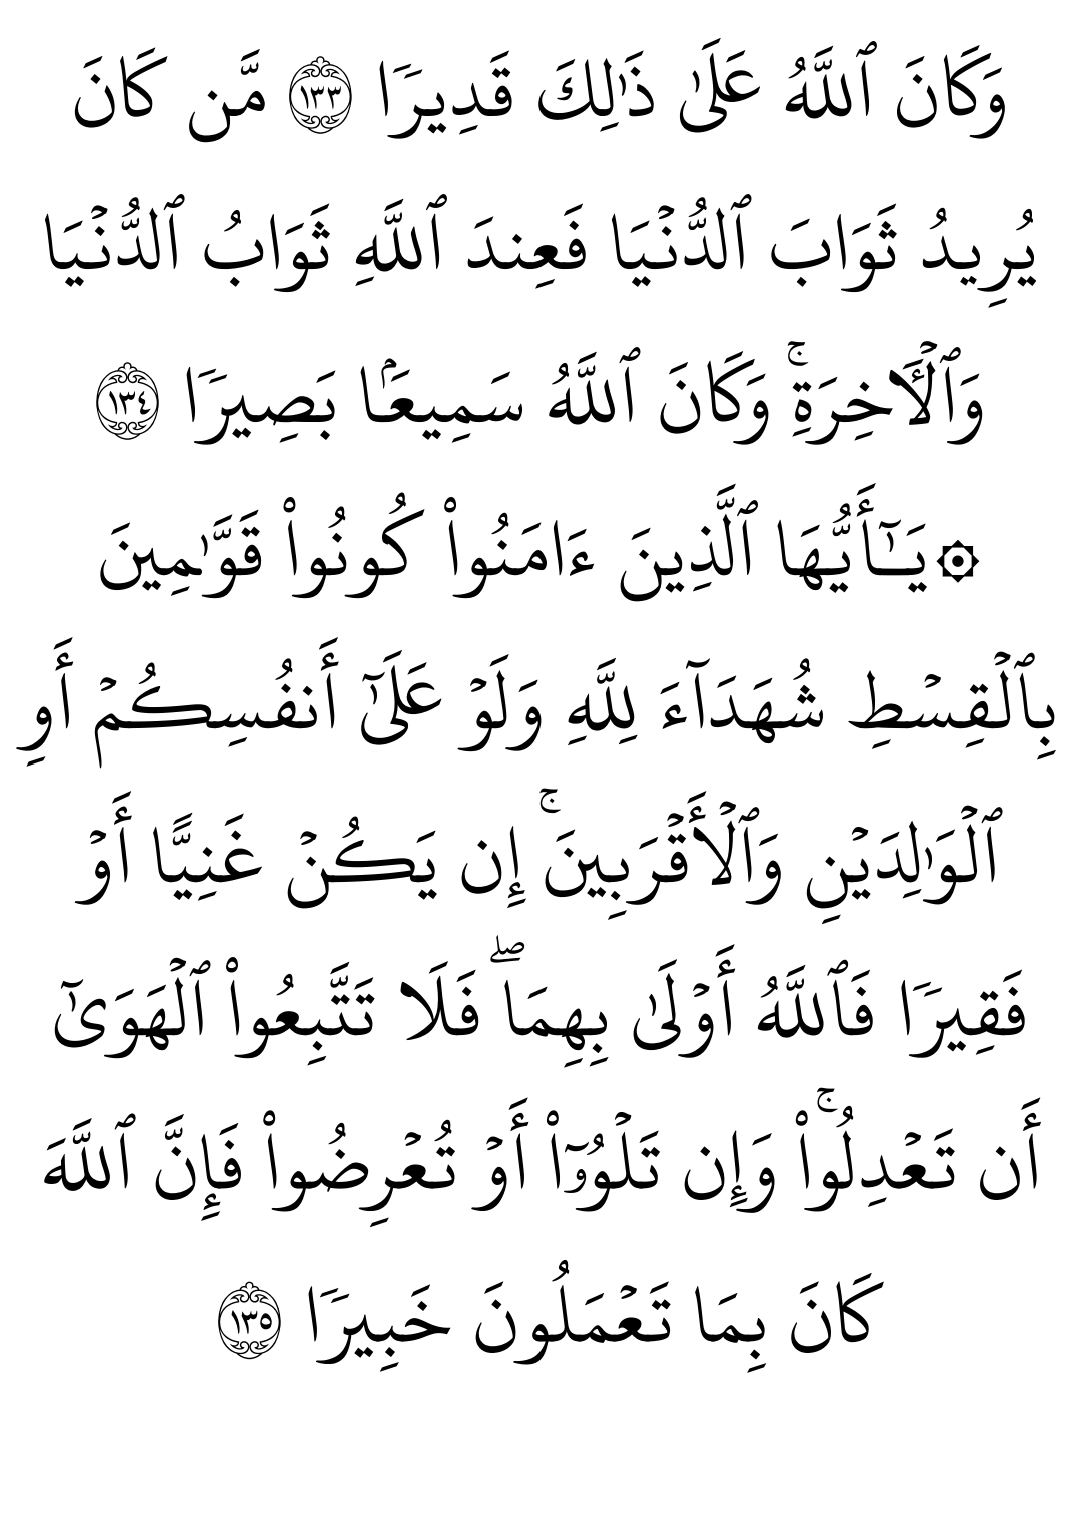 وَكَانَ ٱللَّهُ عَلَىٰ ذَٰلِكَ قَدِيرٗا ١٣٣ مَّن كَانَ
يُرِيدُ ثَوَابَ ٱلدُّنۡيَا فَعِندَ ٱللَّهِ ثَوَابُ ٱلدُّنۡيَا
وَٱلۡأٓخِرَةِۚ وَكَانَ ٱللَّهُ سَمِيعَۢا بَصِيرٗا ١٣٤
۞ يَـٰٓأَيُّهَا ٱلَّذِينَ ءَامَنُواْ كُونُواْ قَوَّـٰمِينَ
بِٱلۡقِسۡطِ شُهَدَآءَ لِلَّهِ وَلَوۡ عَلَىٰٓ أَنفُسِكُمۡ أَوِ
ٱلۡوَٰلِدَيۡنِ وَٱلۡأَقۡرَبِينَۚ إِن يَكُنۡ غَنِيًّا أَوۡ
فَقِيرٗا فَٱللَّهُ أَوۡلَىٰ بِهِمَاۖ فَلَا تَتَّبِعُواْ ٱلۡهَوَىٰٓ
أَن تَعۡدِلُواْۚ وَإِن تَلۡوُۥٓاْ أَوۡ تُعۡرِضُواْ فَإِنَّ ٱللَّهَ
كَانَ بِمَا تَعۡمَلُونَ خَبِيرٗا ١٣٥